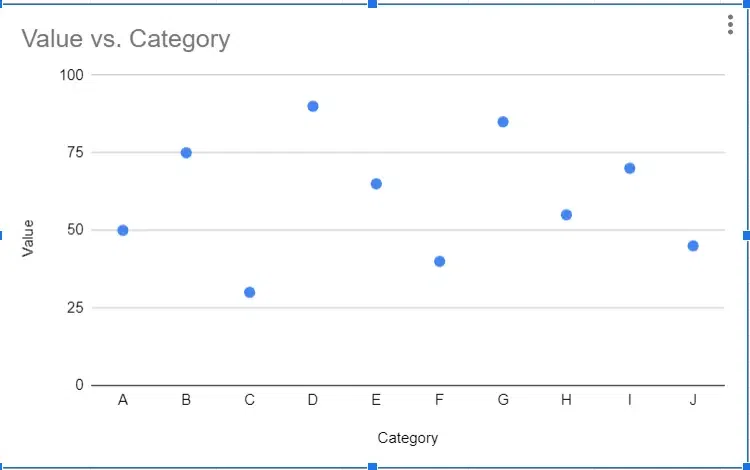 Value vs. Category
100
75
50
25
0
Value
A B C D E F G H I J
Category